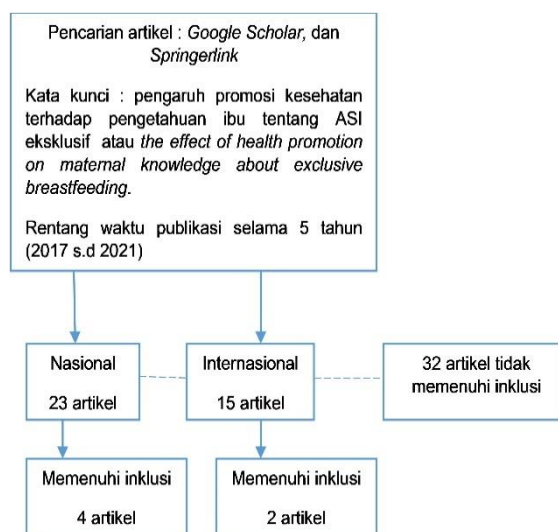 Pencarian artikel : Google Scholar, dan
Springerlink
Kata kunci : pengaruh promosi kesehatan
terhadap pengetahuan ibu tentang ASI
eksklusif atau the effect of health promotion
on maternal knowledge about exclusive
breastfeeding.
Rentang waktu publikasi selama 5 tahun
(2017 s.d 2021)
Nasional
23 artikel
Internasional
15 artikel
32 artikel tidak
memenuhi inklusi
Memenuhi inklusi
4 artikel
Memenuhi inklusi
2 artikel